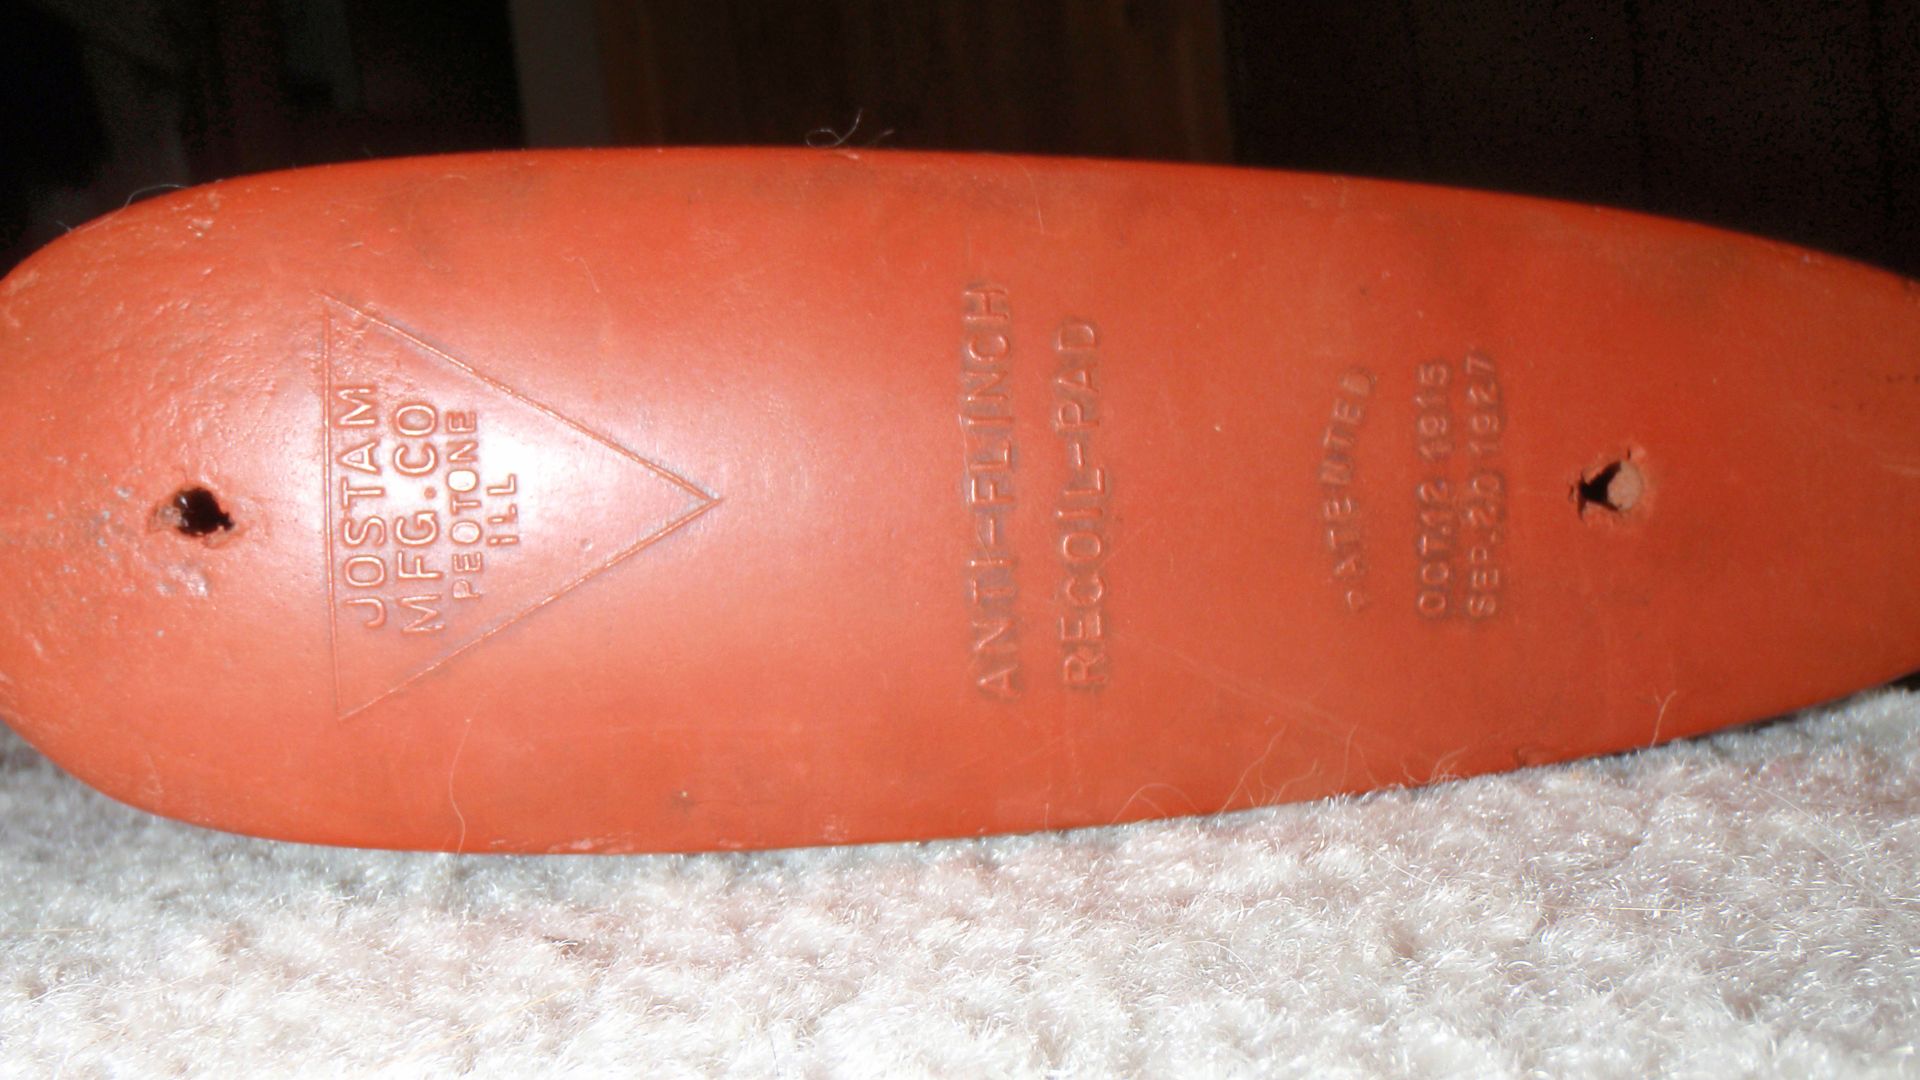 JOSTAM
MFG. CO
PEOTONE
iLL
ANTI-FLINCH
RECOIL-PAD
PATENTED
OCT.12 1915
SEP.20 1927